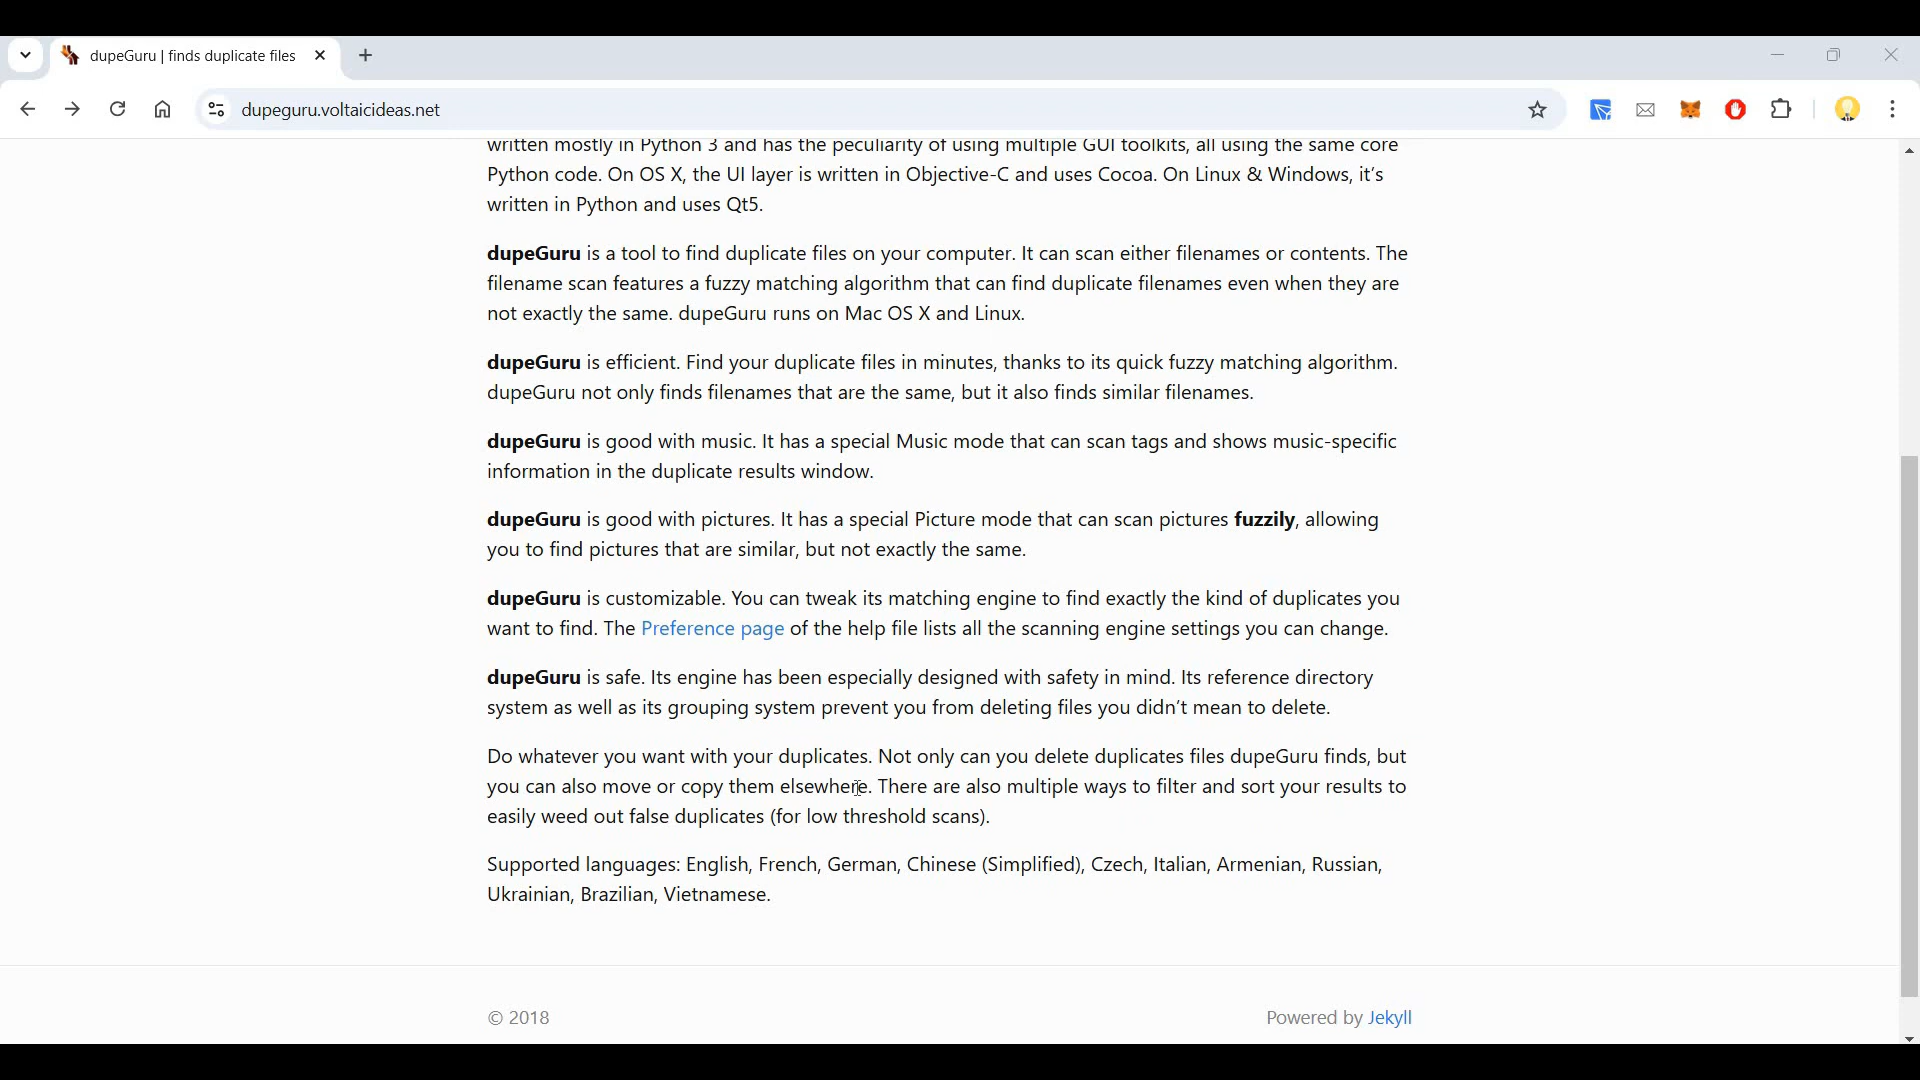 dupeGuru | finds duplicate files
dupeguru.voltaicideas.net
written mostly in Python 3 and has the peculiarity of using multiple GUI toolkits, all using the same core
Python code. On OS X, the UI layer is written in Objective-C and uses Cocoa. On Linux & Windows, it's
written in Python and uses Qt5.
dupeGuru is a tool to find duplicate files on your computer. It can scan either filenames or contents. The
filename scan features a fuzzy matching algorithm that can find duplicate filenames even when they are
not exactly the same. dupeGuru runs on Mac OS X and Linux.
dupeGuru is efficient. Find your duplicate files in minutes, thanks to its quick fuzzy matching algorithm.
dupeGuru not only finds filenames that are the same, but it also finds similar filenames.
dupeGuru is good with music. It has a special Music mode that can scan tags and shows music-specific
information in the duplicate results window.
dupeGuru is good with pictures. It has a special Picture mode that can scan pictures fuzzily, allowing
you to find pictures that are similar, but not exactly the same.
dupeGuru is customizable. You can tweak its matching engine to find exactly the kind of duplicates you
want to find. The Preference page of the help file lists all the scanning engine settings you can change.
dupeGuru is safe. Its engine has been especially designed with safety in mind. Its reference directory
system as well as its grouping system prevent you from deleting files you didn't mean to delete.
Do whatever you want with your duplicates. Not only can you delete duplicates files dupeGuru finds, but
you can also move or copy them elsewhere. There are also multiple ways to filter and sort your results to
easily weed out false duplicates (for low threshold scans).
Supported languages: English, French, German, Chinese (Simplified), Czech, Italian, Armenian, Russian,
Ukrainian, Brazilian, Vietnamese.
© 2018
Powered by Jekyll